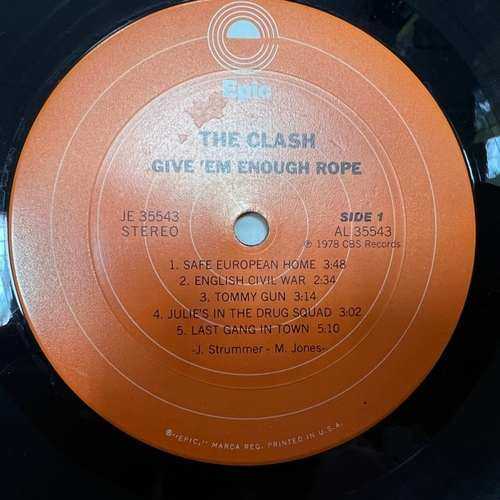 Epic
THE CLASH
GIVE 'EM ENOUGH ROPE
JE 35543 SIDE 1
STEREO AL 35543
℗ 1978 CBS Records
1. SAFE EUROPEAN HOME 3:48
2. ENGLISH CIVIL WAR 2:34
3. TOMMY GUN 3:14
4. JULIE'S IN THE DRUG SQUAD 3:02
5. LAST GANG IN TOWN 5:10
-J. Strummer - M. Jones-
®-"EPIC," MARCA REG. PRINTED IN U.S.A.